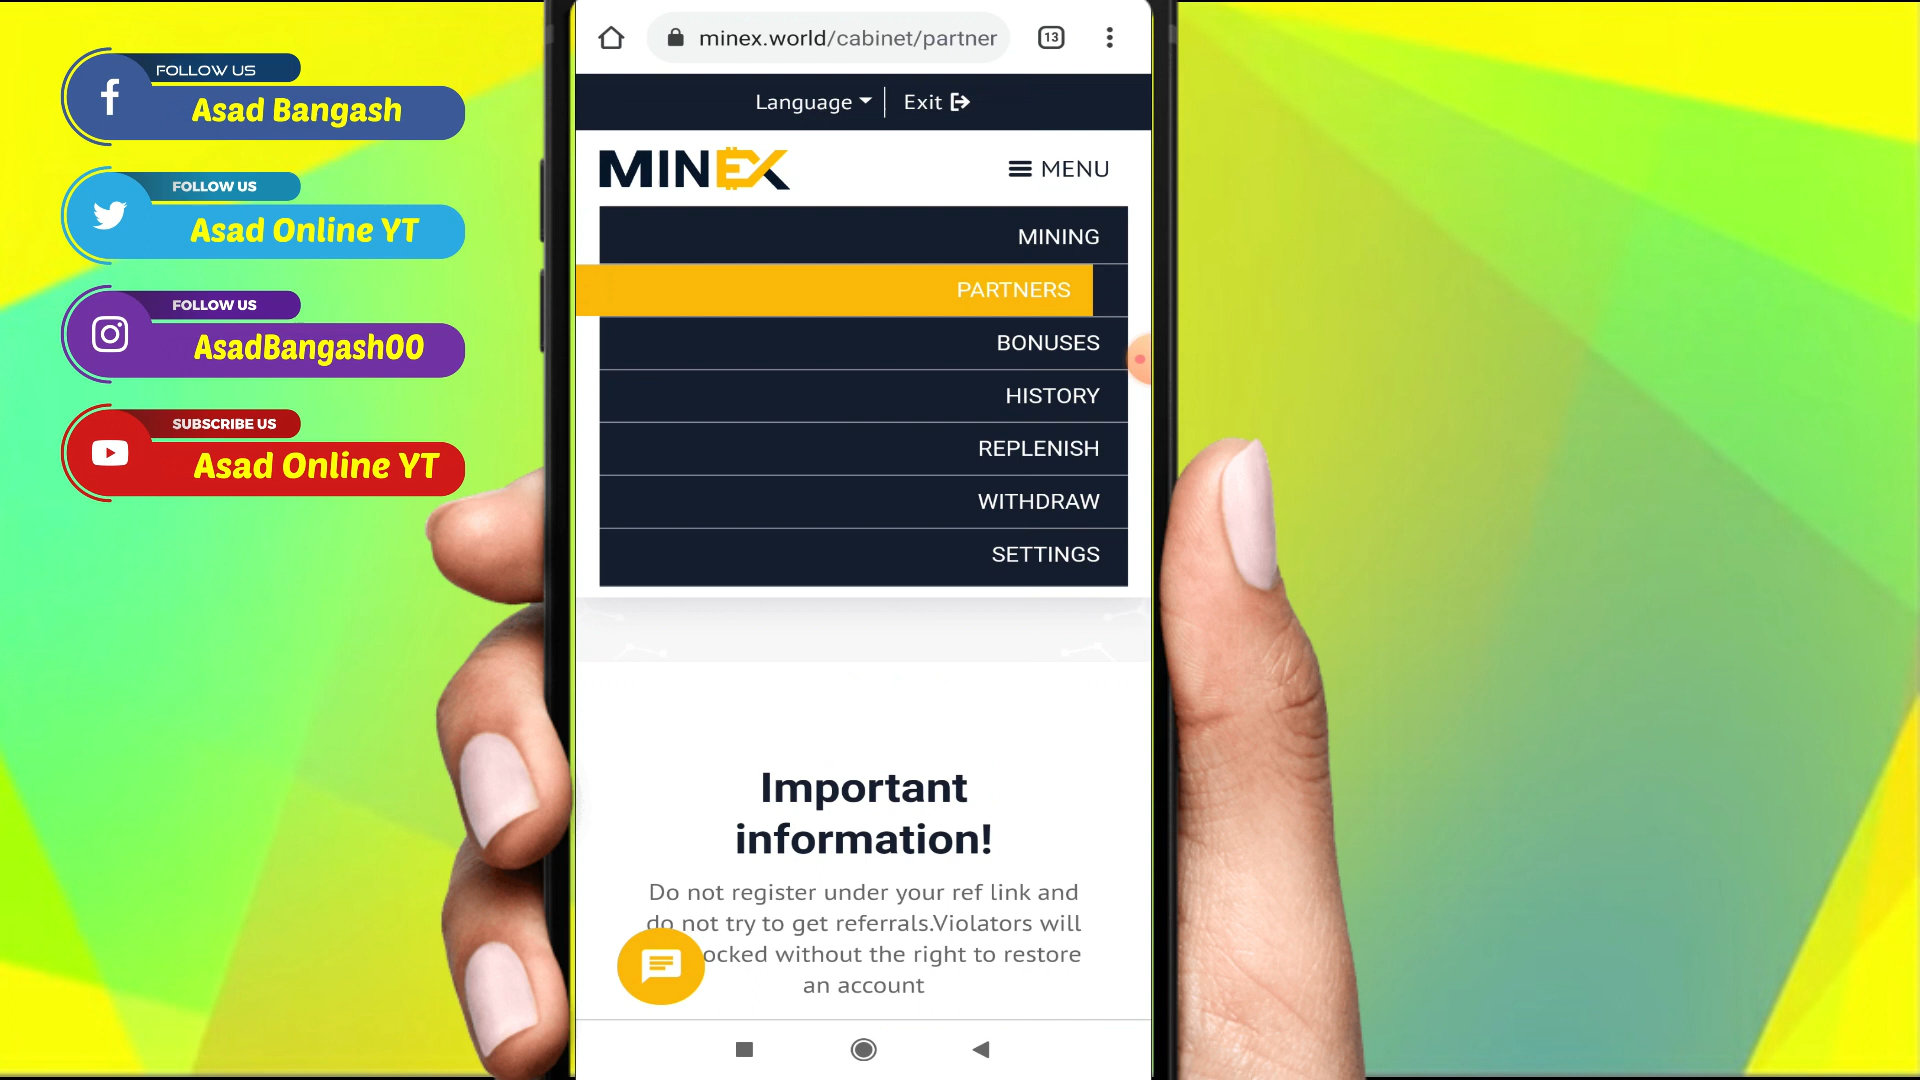 FOLLOW US
Asad Bangash
FOLLOW US
Asad Online YT
FOLLOW US
AsadBangash00
SUBSCRIBE US
Asad Online YT
minex.world/cabinet/partner
13
Language
Exit
MINEX
MENU
MINING
PARTNERS
BONUSES
HISTORY
REPLENISH
WITHDRAW
SETTINGS
Important
information!
Do not register under your ref link and
do not try to get referrals.Violators will
ocked without the right to restore
an account